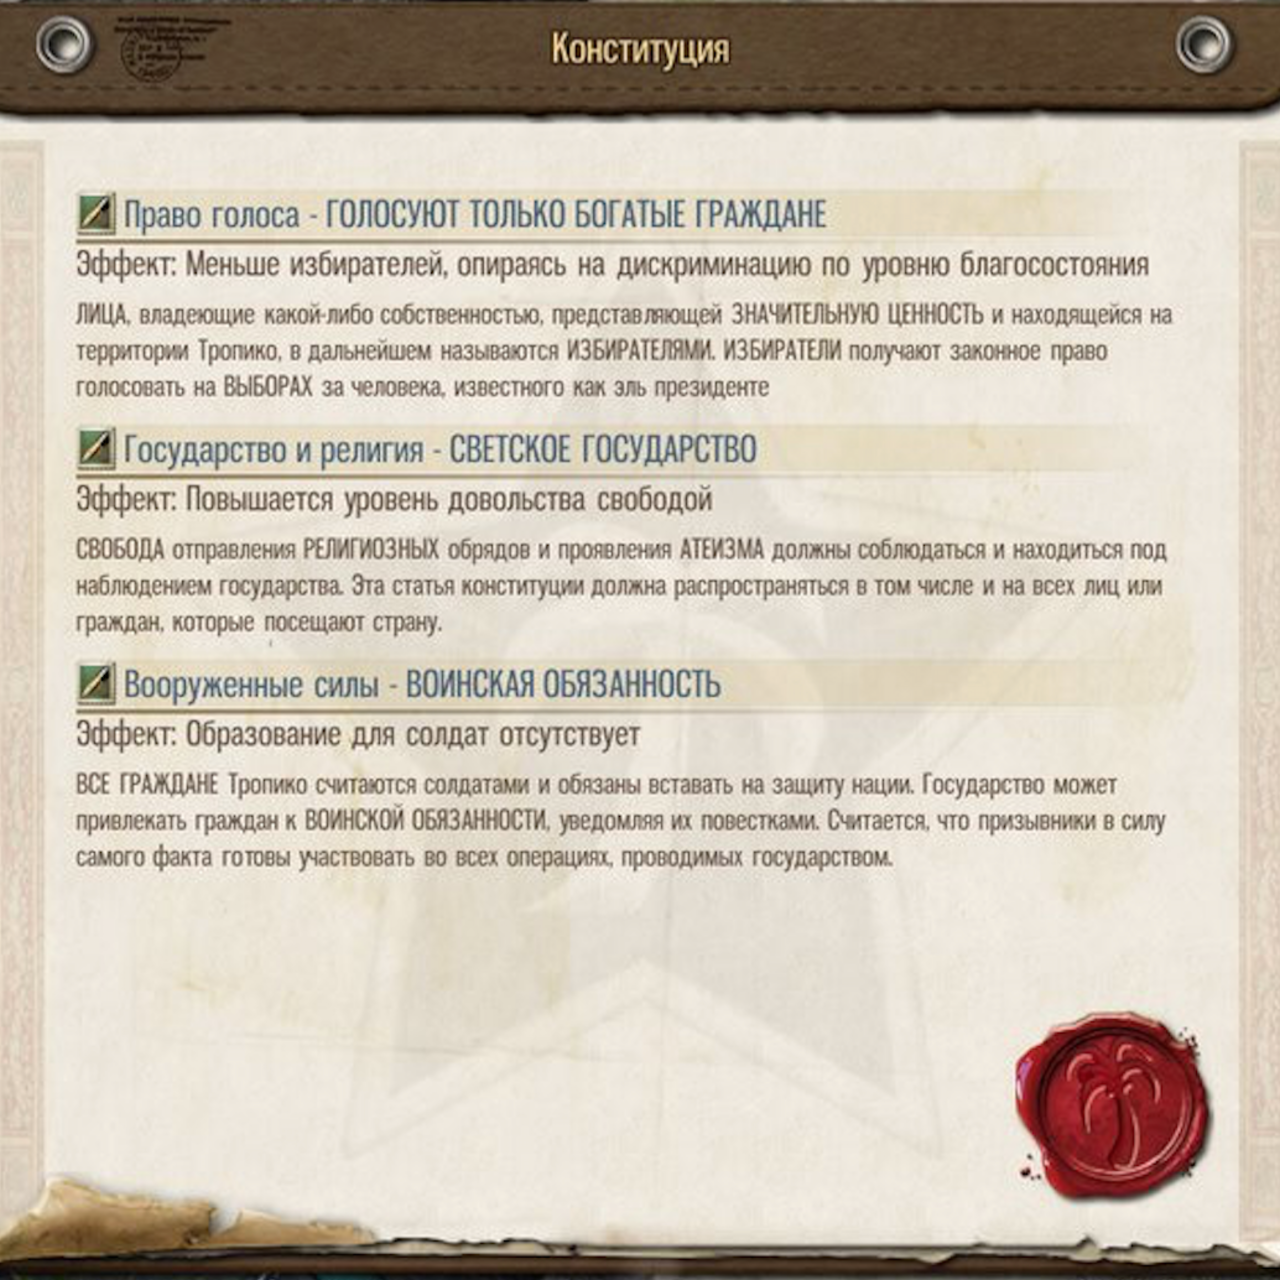 Конституция
Право голоса - ГОЛОСУЮТ ТОЛЬКО БОГАТЫЕ ГРАЖДАНЕ
Эффект: Меньше избирателей, опираясь на дискриминацию по уровню благосостояния
ЛИЦА, владеющие какой-либо собственностью, представляющей ЗНАЧИТЕЛЬНУЮ ЦЕННОСТЬ и находящейся на
территории Тропико, в дальнейшем называются ИЗБИРАТЕЛЯМИ. ИЗБИРАТЕЛИ получают законное право
голосовать на ВЫБОРАХ за человека, известного как эль президенте
Государство и религия - СВЕТСКОЕ ГОСУДАРСТВО
Эффект: Повышается уровень довольства свободой
СВОБОДА отправления РЕЛИГИОЗНЫХ обрядов и проявления АТЕИЗМА должны соблюдаться и находиться под
наблюдением государства. Эта статья конституции должна распространяться в том числе и на всех лиц или
граждан, которые посещают страну.
Вооруженные силы - ВОИНСКАЯ ОБЯЗАННОСТЬ
Эффект: Образование для солдат отсутствует
ВСЕ ГРАЖДАНЕ Тропико считаются солдатами и обязаны вставать на защиту нации. Государство может
привлекать граждан к ВОИНСКОЙ ОБЯЗАННОСТИ, уведомляя их повестками. Считается, что призывники в силу
самого факта готовы участвовать во всех операциях, проводимых государством.